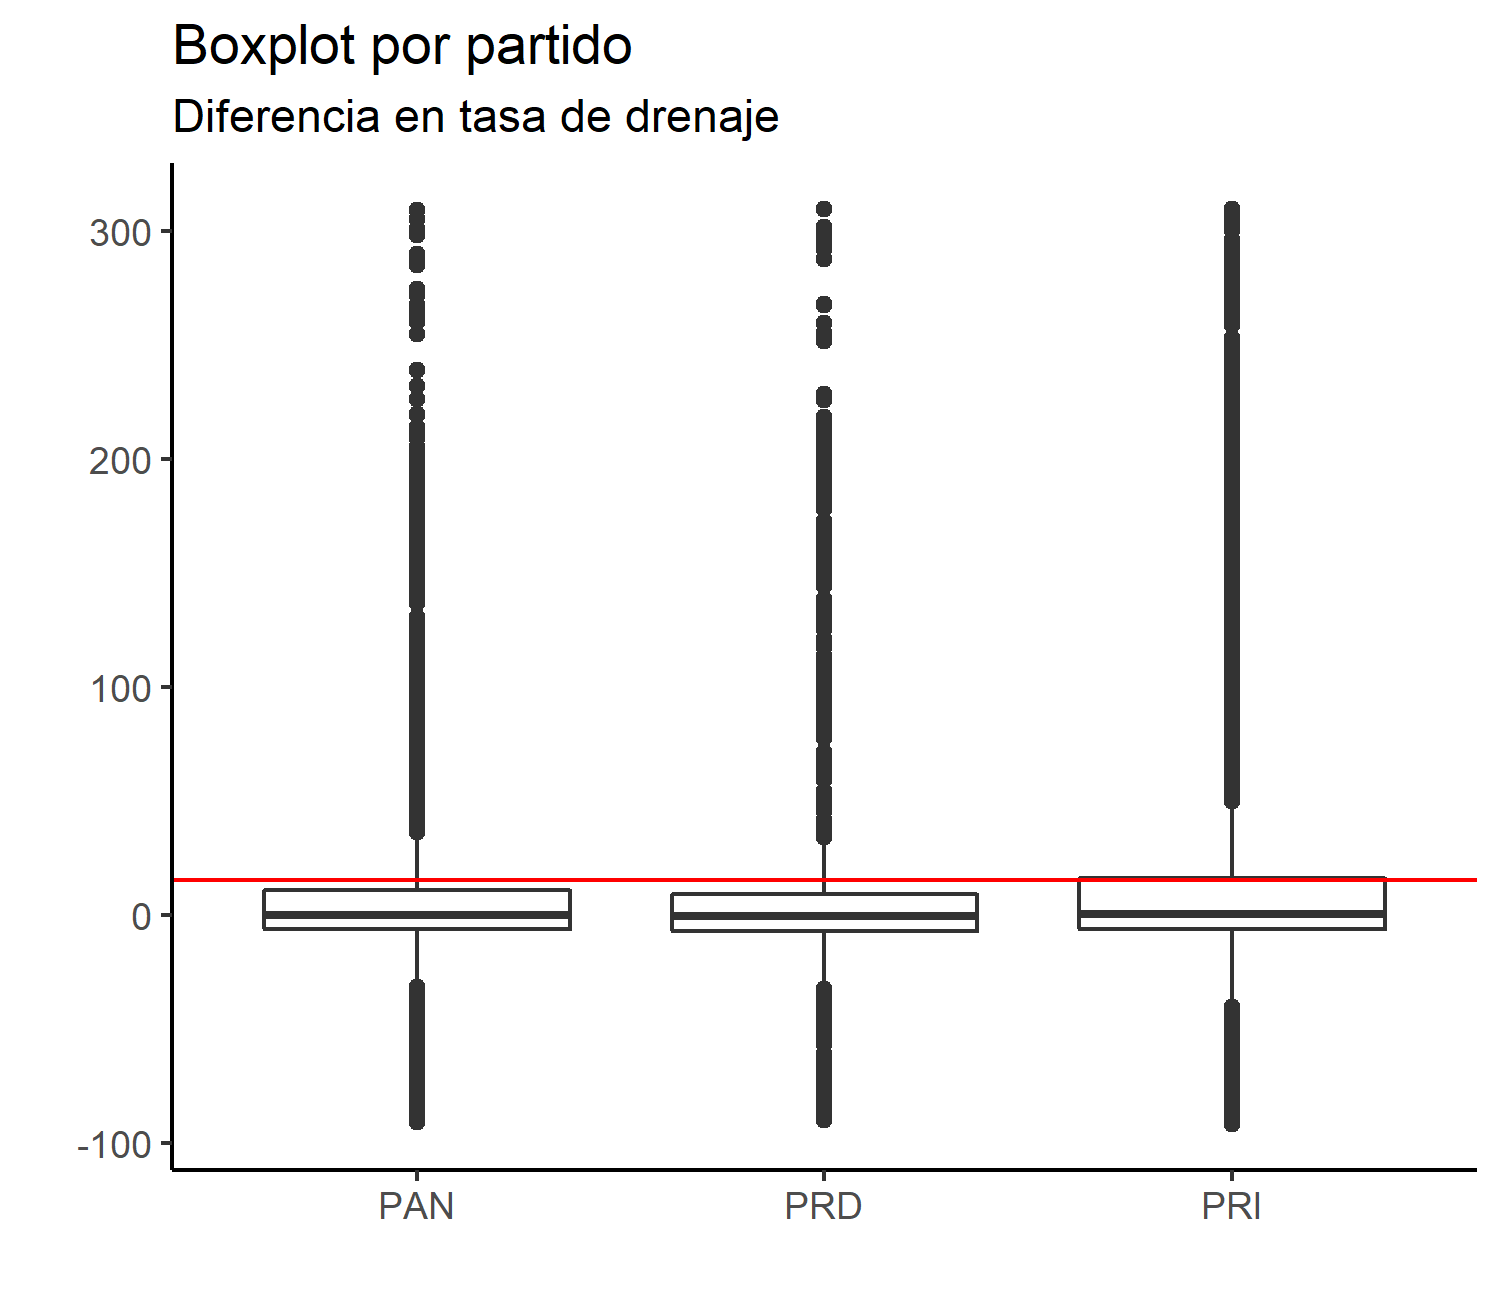 Boxplot por partido
Diferencia en tasa de drenaje
300
200
100
0
-100
PAN PRD PRI